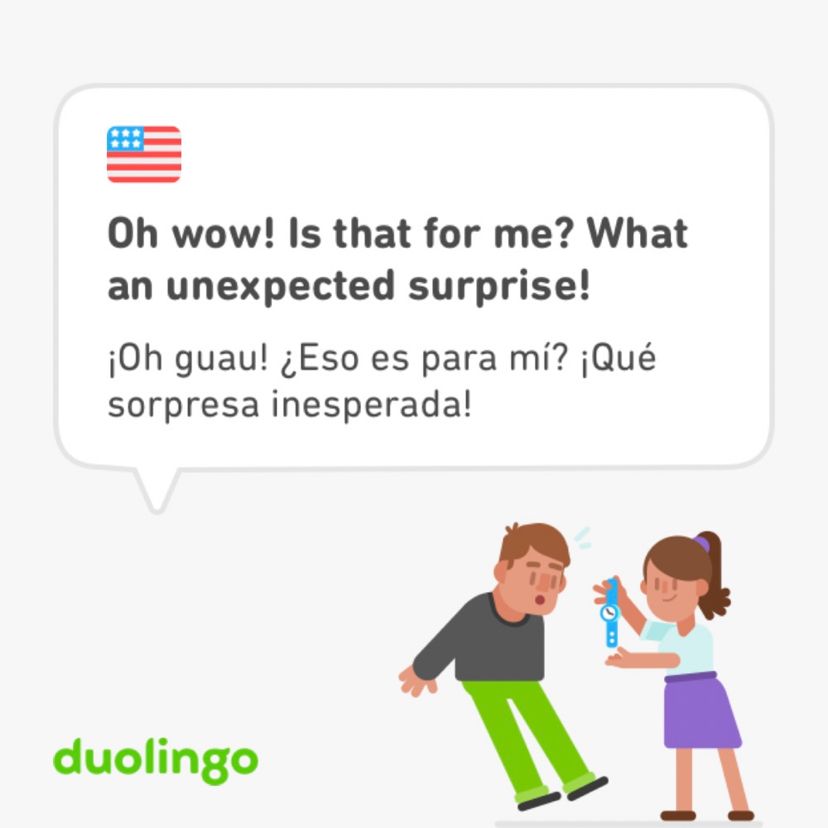 Oh wow! Is that for me? What
an unexpected surprise!
¡Oh guau! ¿Eso es para mí? ¡Qué
sorpresa inesperada!
duolingo